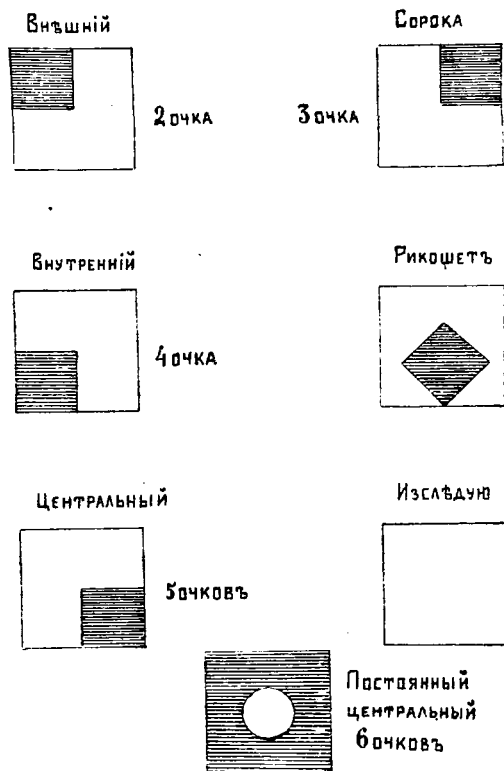 Внѣшній
Сорока
2 очка
3 очка
Внутренній
Рикошетъ
4 очка
Центральный
Изслѣдую
5 очковъ
Постоянный
центральный
6 очковъ